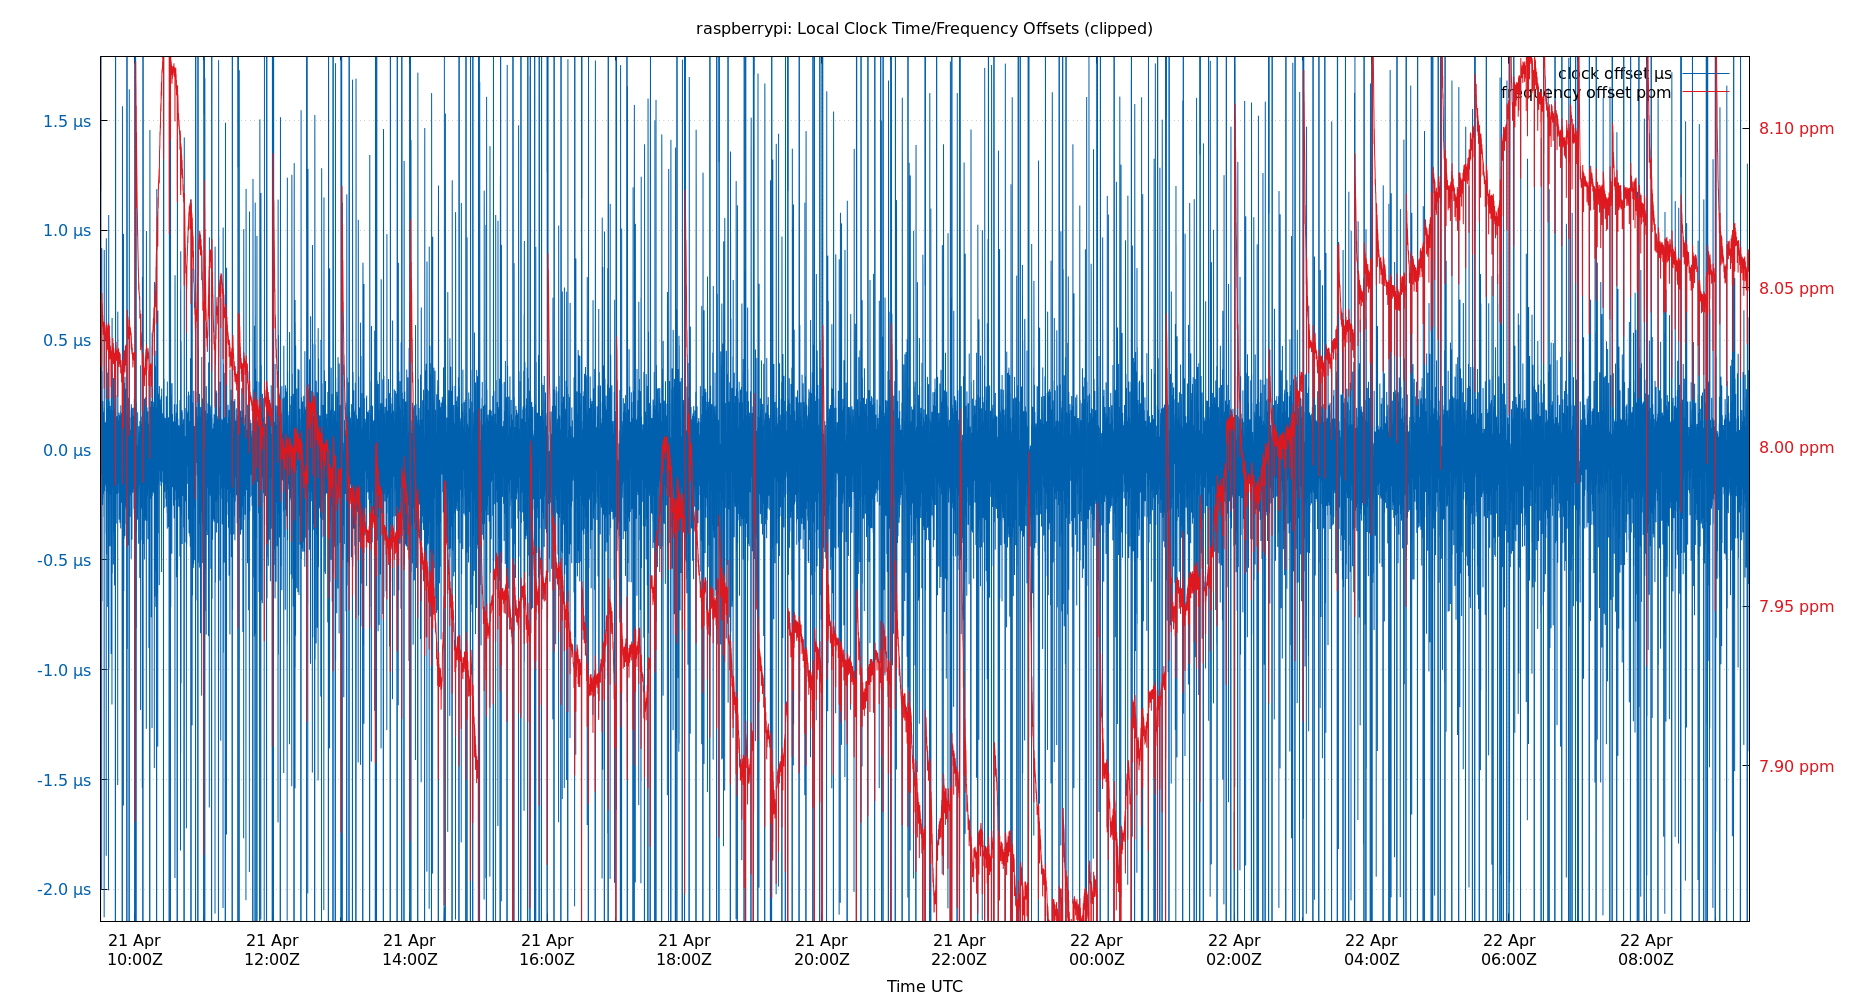 raspberrypi: Local Clock Time/Frequency Offsets (clipped)
clock offset µs
frequency offset ppm
1.5 µs
1.0 µs
0.5 µs
0.0 µs
-0.5 µs
-1.0 µs
-1.5 µs
-2.0 µs
8.10 ppm
8.05 ppm
8.00 ppm
7.95 ppm
7.90 ppm
21 Apr 21 Apr 21 Apr 21 Apr 21 Apr 21 Apr 21 Apr 22 Apr 22 Apr 22 Apr 22 Apr 22 Apr
10:00Z 12:00Z 14:00Z 16:00Z 18:00Z 20:00Z 22:00Z 00:00Z 02:00Z 04:00Z 06:00Z 08:00Z
Time UTC